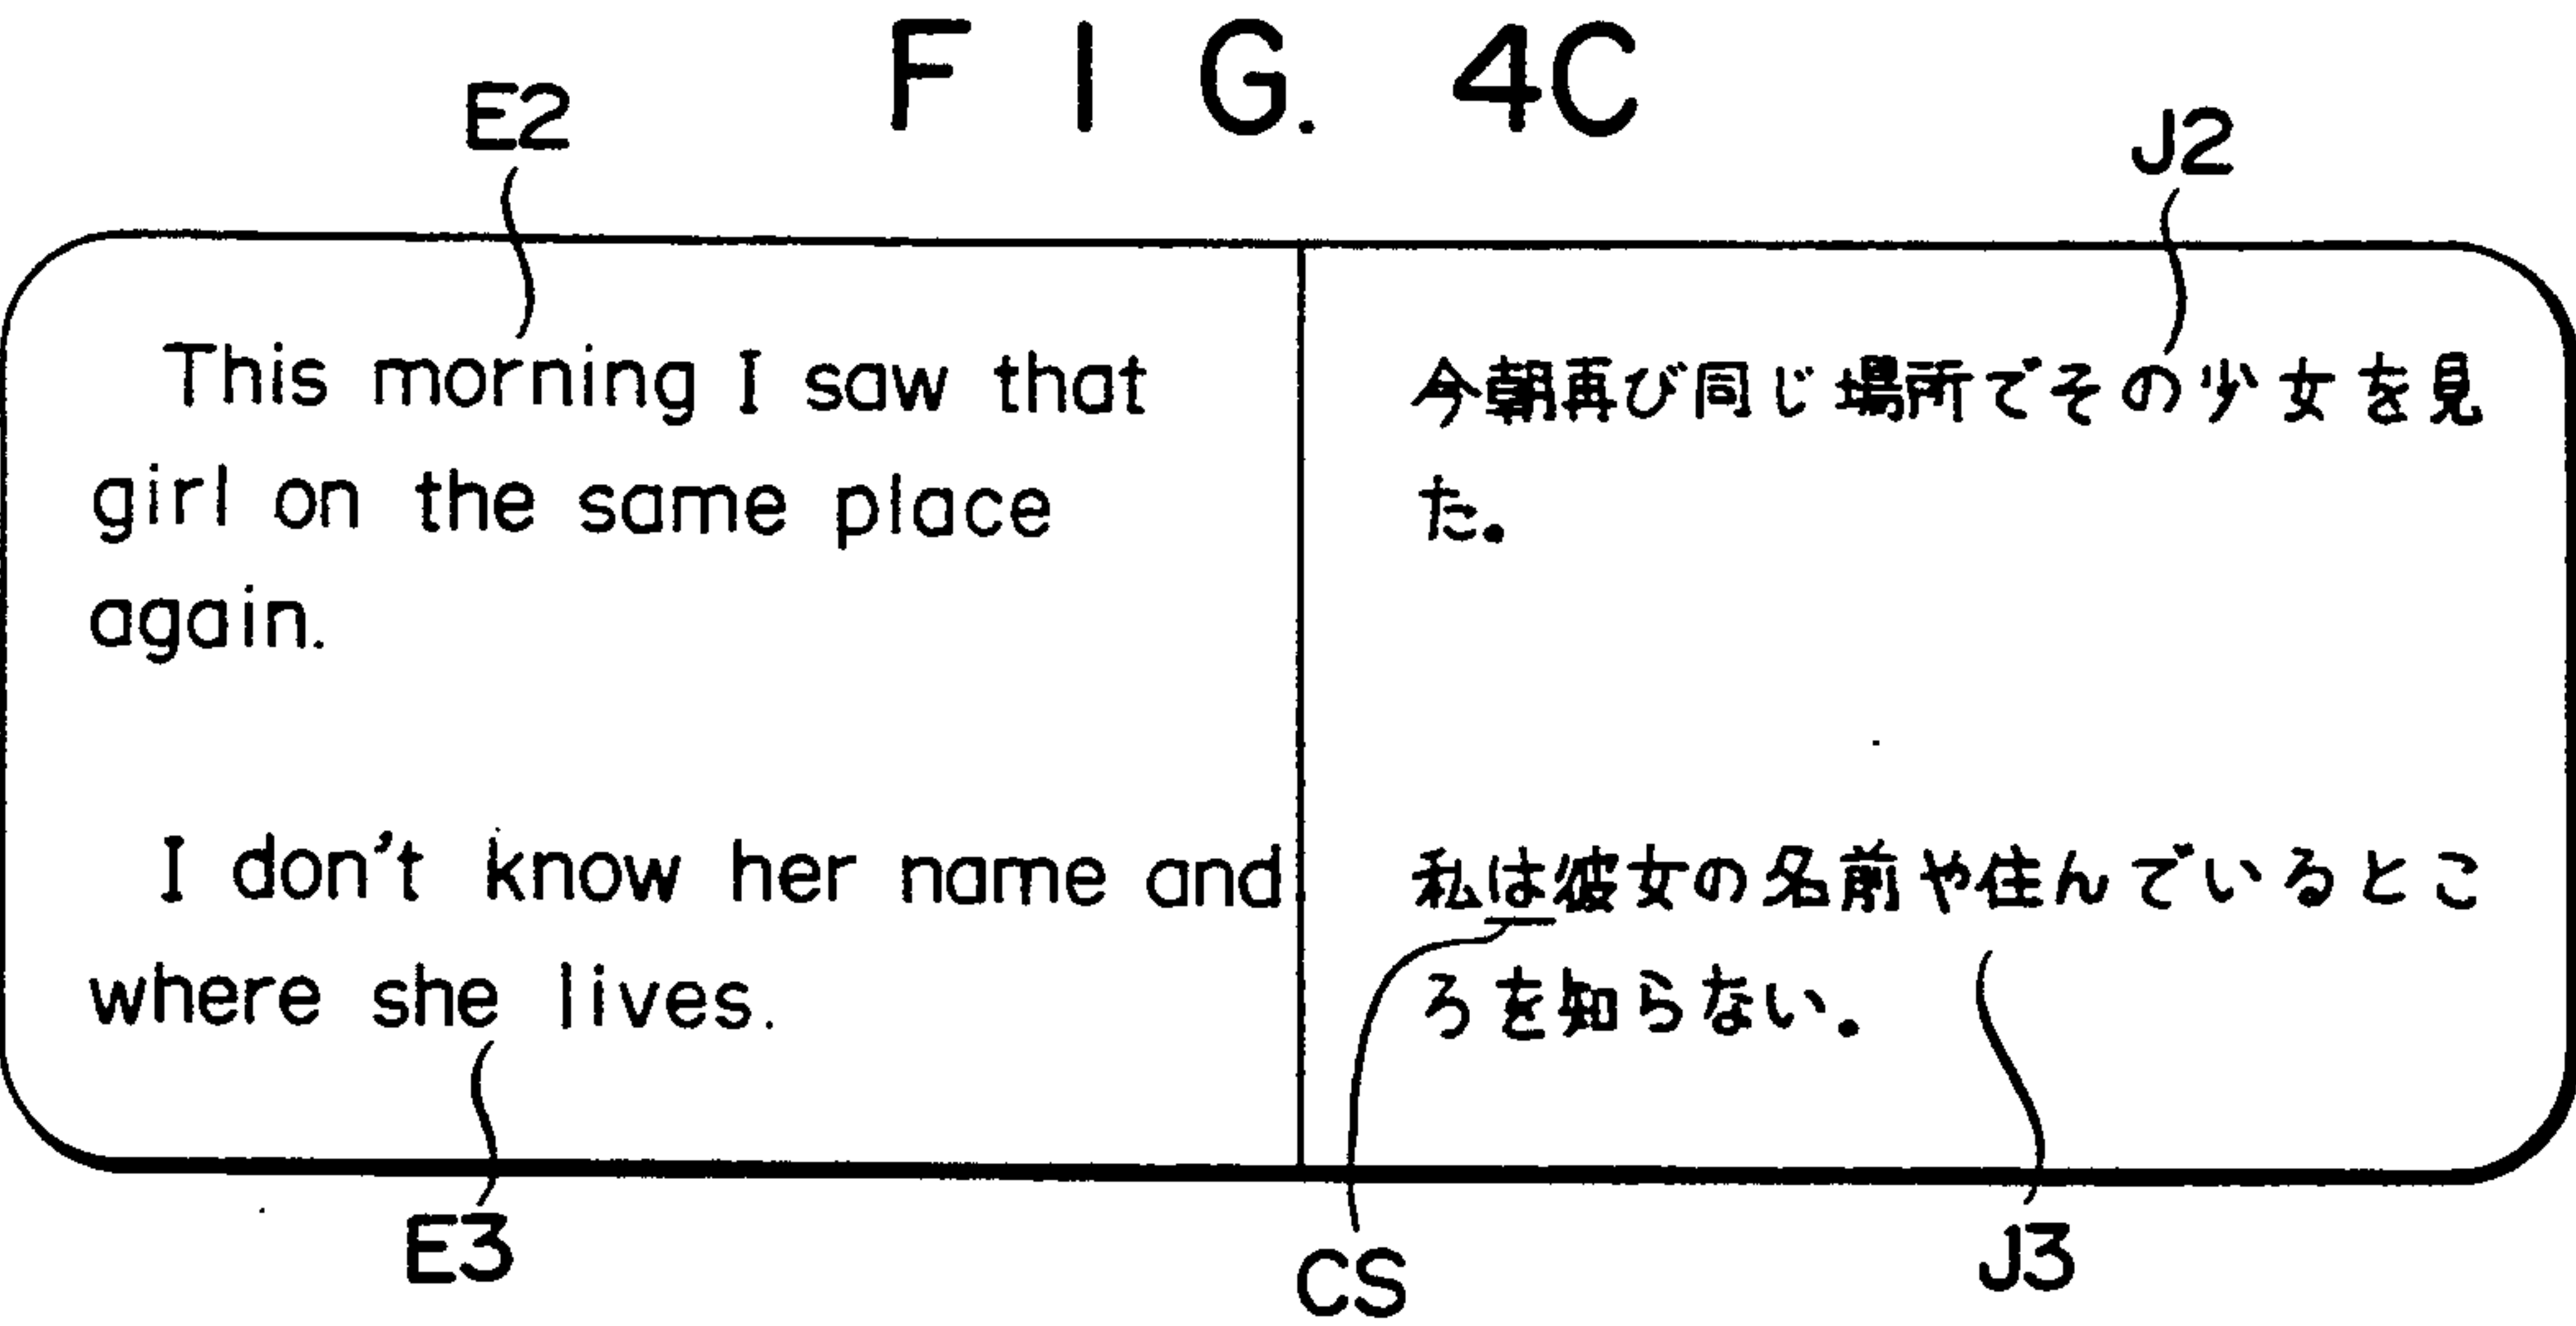 FIG. 4C
E2
J2
This morning I saw that
girl on the same place
again.
今朝再び同じ場所でその少女を見
た。
I don't know her name and
where she lives.
私は彼女の名前や住んでいるとこ
ろを知らない。
E3
CS
J3